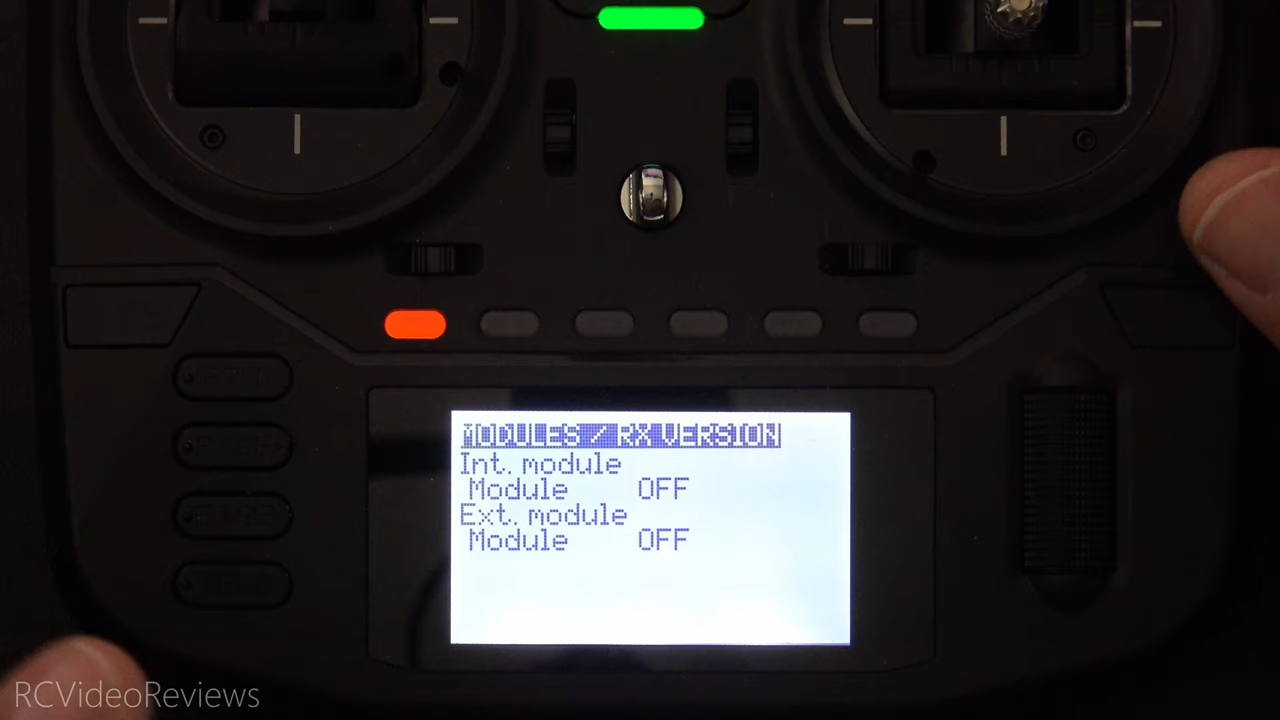 MODULES / RX VERSION
Int. module
Module OFF
Ext. module
Module OFF
RCVideoReviews